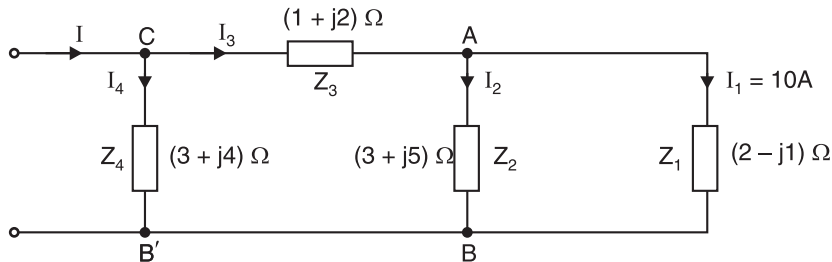 (1 + j2) Ω
I C I₃ A
Z₃
I₄ I₂ I₁ = 10A
Z₄ (3 + j4) Ω (3 + j5) Ω Z₂ Z₁ (2 – j1) Ω
B′ B